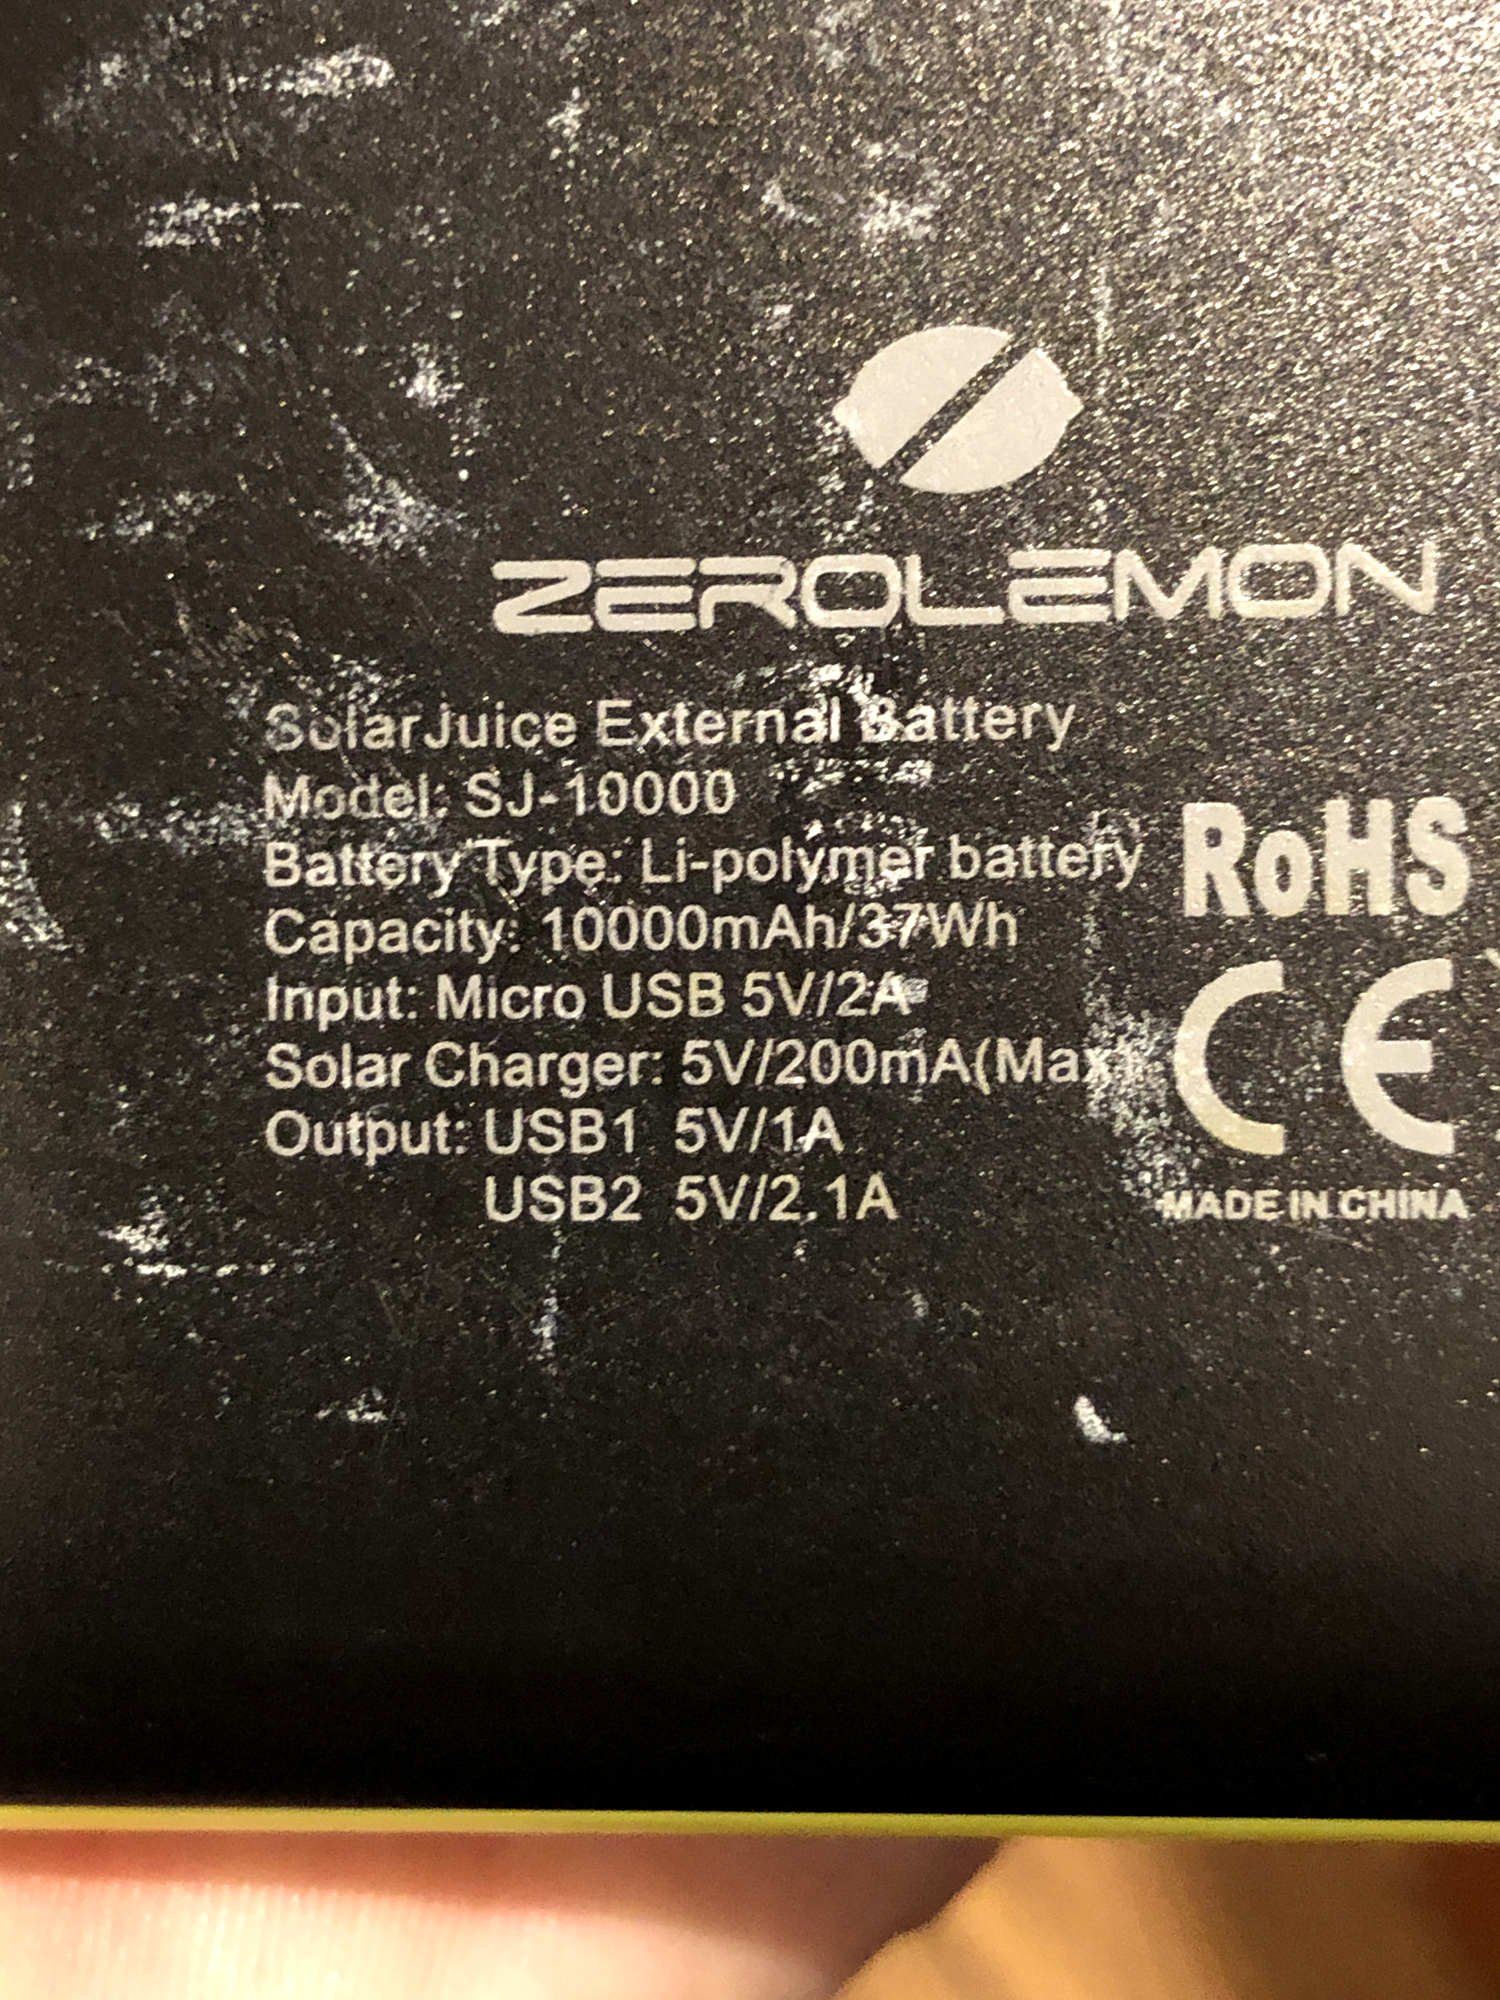 ZEROLEMON
SolarJuice External Battery
Model: SJ-10000
Battery Type: Li-polymer battery
Capacity: 10000mAh/37Wh
Input: Micro USB 5V/2A
Solar Charger: 5V/200mA(Max)
Output: USB1 5V/1A
USB2 5V/2.1A
RoHS
CE
MADE IN CHINA